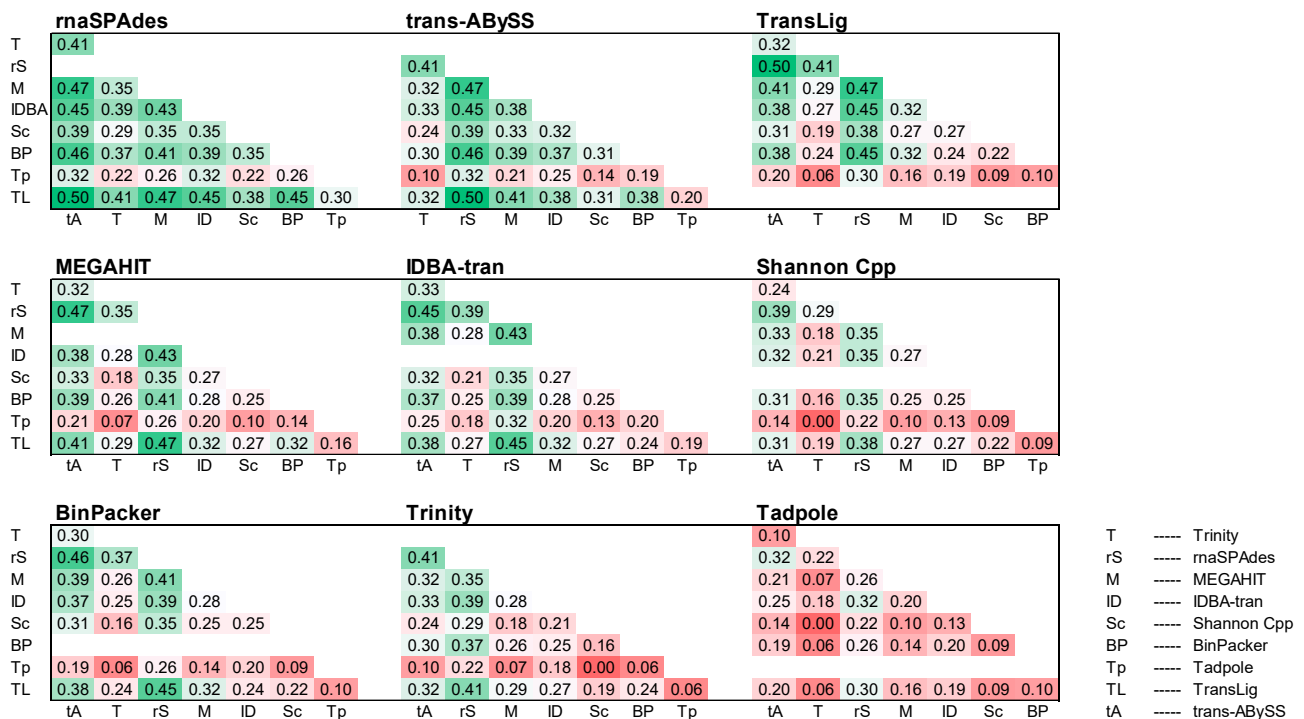 rnaSPAdes trans-ABySS TransLig
T 0.41 0.32
rS 0.41 0.50 0.41
M 0.47 0.35 0.32 0.47 0.41 0.29 0.47
IDBA 0.45 0.39 0.43 0.33 0.45 0.38 0.38 0.27 0.45 0.32
Sc 0.39 0.29 0.35 0.35 0.24 0.39 0.33 0.32 0.31 0.19 0.38 0.27 0.27
BP 0.46 0.37 0.41 0.39 0.35 0.30 0.46 0.39 0.37 0.31 0.38 0.24 0.45 0.32 0.24 0.22
Tp 0.32 0.22 0.26 0.32 0.22 0.26 0.10 0.32 0.21 0.25 0.14 0.19 0.20 0.06 0.30 0.16 0.19 0.09 0.10
TL 0.50 0.41 0.47 0.45 0.38 0.45 0.30 0.32 0.50 0.41 0.38 0.31 0.38 0.20
tA T M ID Sc BP Tp T rS M ID Sc BP Tp tA T rS M ID Sc BP
MEGAHIT IDBA-tran Shannon Cpp
T 0.32 0.33 0.24
rS 0.47 0.35 0.45 0.39 0.39 0.29
M 0.38 0.28 0.43 0.33 0.18 0.35
ID 0.38 0.28 0.43 0.32 0.21 0.35 0.27
Sc 0.33 0.18 0.35 0.27 0.32 0.21 0.35 0.27
BP 0.39 0.26 0.41 0.28 0.25 0.37 0.25 0.39 0.28 0.25 0.31 0.16 0.35 0.25 0.25
Tp 0.21 0.07 0.26 0.20 0.10 0.14 0.25 0.18 0.32 0.20 0.13 0.20 0.14 0.00 0.22 0.10 0.13 0.09
TL 0.41 0.29 0.47 0.32 0.27 0.32 0.16 0.38 0.27 0.45 0.32 0.27 0.24 0.19 0.31 0.19 0.38 0.27 0.27 0.22 0.09
tA T rS ID Sc BP Tp tA T rS M Sc BP Tp tA T rS M ID BP Tp
BinPacker Trinity Tadpole
T 0.30 0.10
rS 0.46 0.37 0.41 0.32 0.22
M 0.39 0.26 0.41 0.32 0.35 0.21 0.07 0.26
ID 0.37 0.25 0.39 0.28 0.33 0.39 0.28 0.25 0.18 0.32 0.20
Sc 0.31 0.16 0.35 0.25 0.25 0.24 0.29 0.18 0.21 0.14 0.00 0.22 0.10 0.13
BP 0.30 0.37 0.26 0.25 0.16 0.19 0.06 0.26 0.14 0.20 0.09
Tp 0.19 0.06 0.26 0.14 0.20 0.09 0.10 0.22 0.07 0.18 0.00 0.06
TL 0.38 0.24 0.45 0.32 0.24 0.22 0.10 0.32 0.41 0.29 0.27 0.19 0.24 0.06 0.20 0.06 0.30 0.16 0.19 0.09 0.10
tA T rS M ID Sc Tp tA rS M ID Sc BP Tp tA T rS M ID Sc BP
T ----- Trinity
rS ----- rnaSPAdes
M ----- MEGAHIT
ID ----- IDBA-tran
Sc ----- Shannon Cpp
BP ----- BinPacker
Tp ----- Tadpole
TL ----- TransLig
tA ----- trans-ABySS